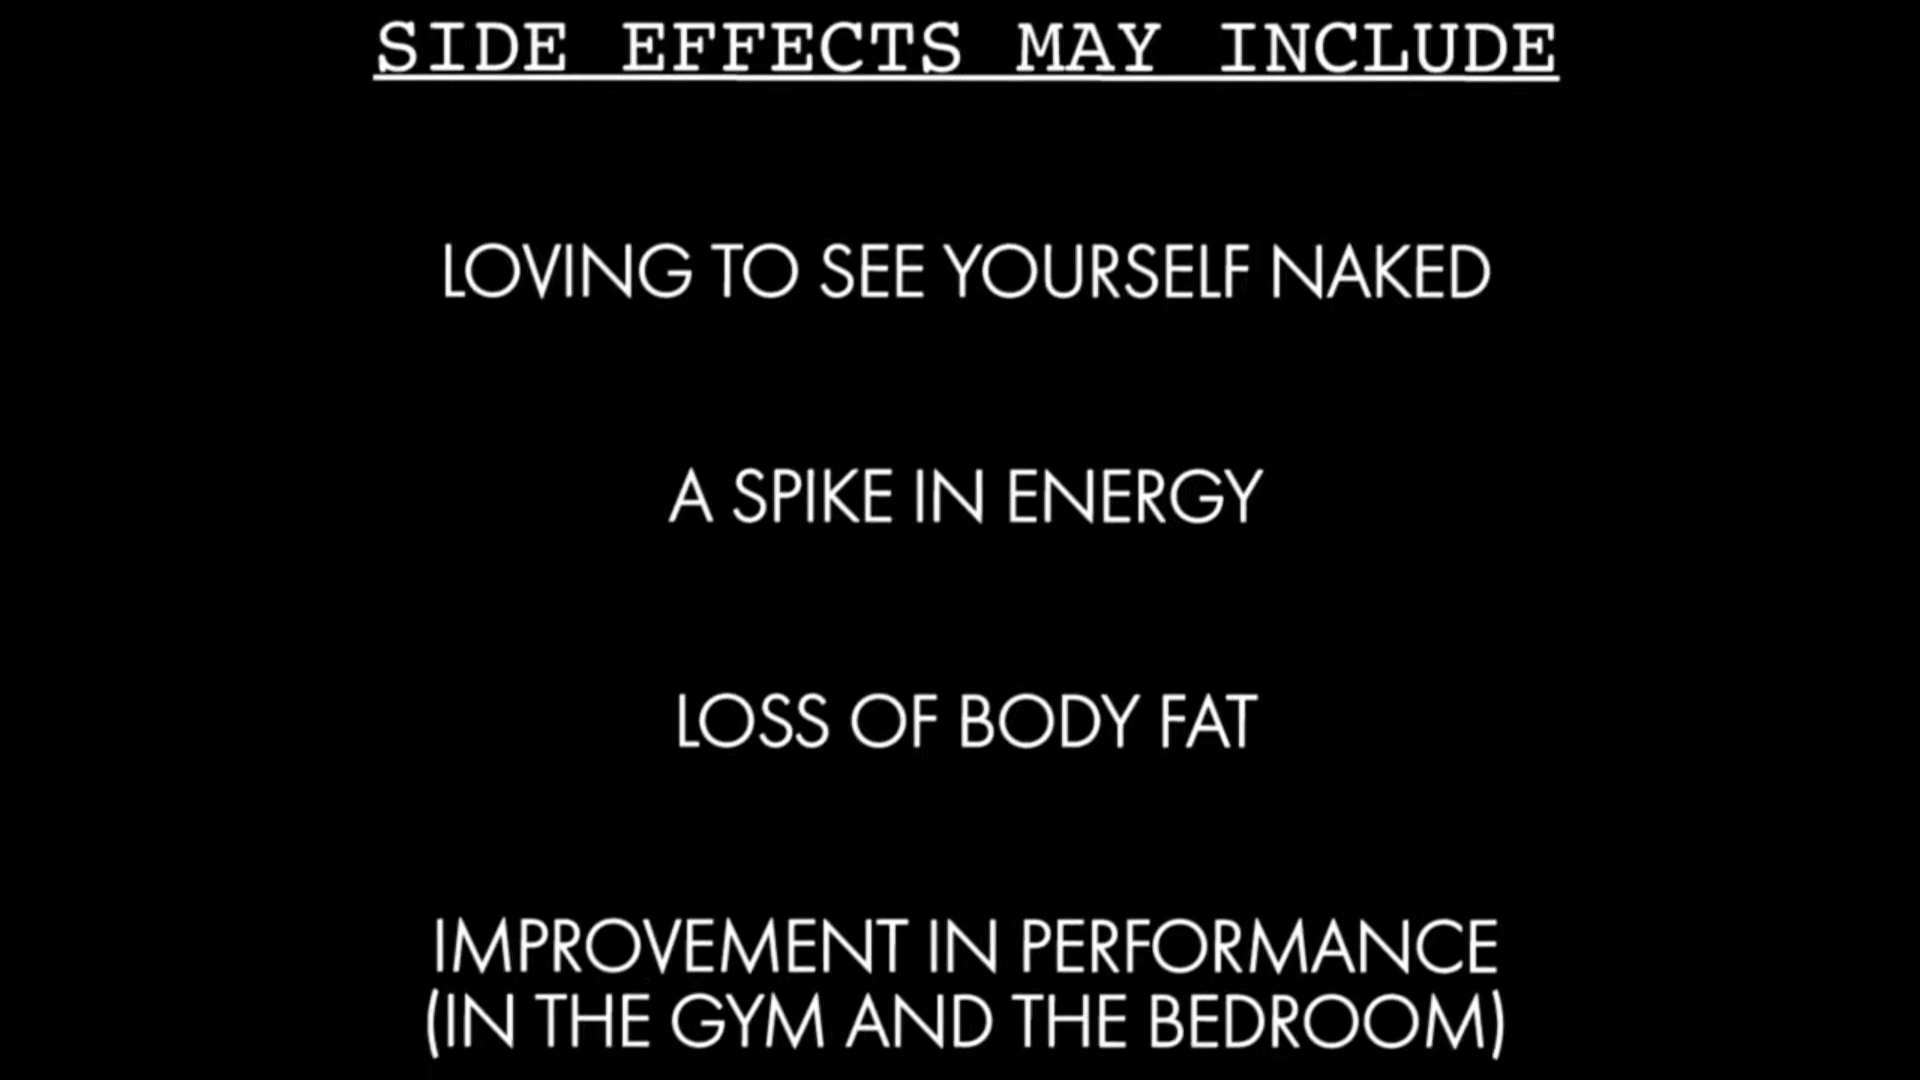 SIDE EFFECTS MAY INCLUDE
LOVING TO SEE YOURSELF NAKED
A SPIKE IN ENERGY
LOSS OF BODY FAT
IMPROVEMENT IN PERFORMANCE
(IN THE GYM AND THE BEDROOM)